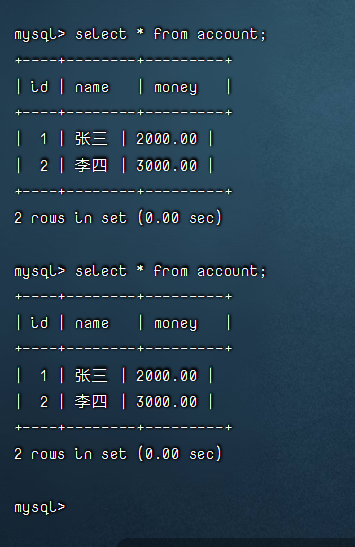 mysql> select * from account;
+----+--------+---------+
| id | name   | money   |
+----+--------+---------+
|  1 | 张三 | 2000.00 |
|  2 | 李四 | 3000.00 |
+----+--------+---------+
2 rows in set (0.00 sec)
mysql> select * from account;
+----+--------+---------+
| id | name   | money   |
+----+--------+---------+
|  1 | 张三 | 2000.00 |
|  2 | 李四 | 3000.00 |
+----+--------+---------+
2 rows in set (0.00 sec)
mysql>